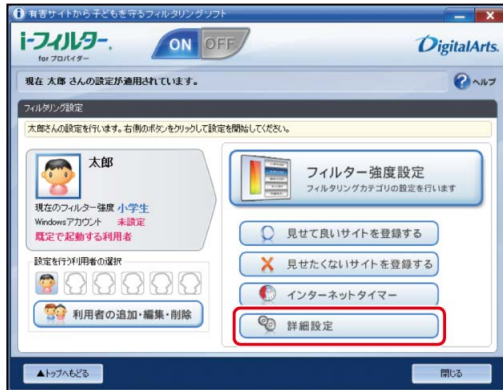 有害サイトから子どもを守るフィルタリングソフト
i-フィルター.
for プロバイダー
ON OFF
DigitalArts.
現在 太郎 さんの設定が適用されています。
ヘルプ
フィルタリング設定
太郎さんの設定を行います。右側のボタンをクリックして設定を開始してください。
太郎
現在のフィルター強度 小学生
Windowsアカウント 未設定
既定で起動する利用者
設定を行う利用者の選択
利用者の追加・編集・削除
フィルター強度設定
フィルタリングカテゴリの設定を行います
見せて良いサイトを登録する
見せたくないサイトを登録する
インターネットタイマー
詳細設定
▲トップへもどる
閉じる